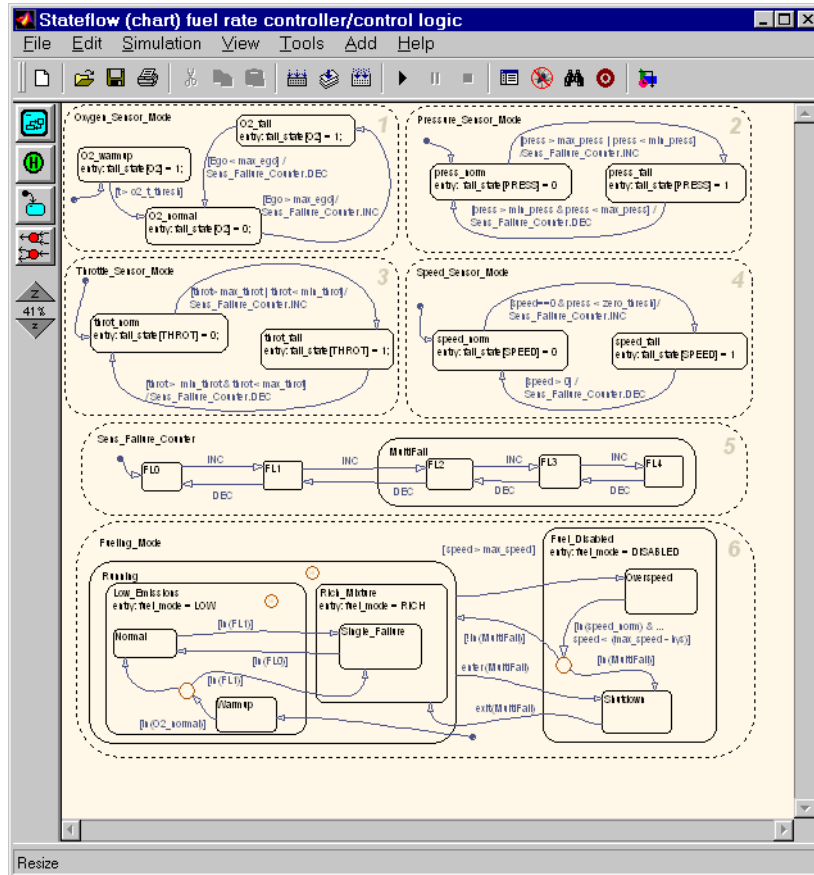 Stateflow (chart) fuel rate controller/control logic
File Edit Simulation View Tools Add Help
Oxygen_Sensor_Mode
1
O2_fail
entry: fail_state[O2] = 1;
O2_warmup
entry: fail_state[O2] = 1;
[t> o2_t_thresh]
[Ego < max_ego] /
Sens_Failure_Counter.DEC
[Ego > max_ego]/
Sens_Failure_Counter.INC
O2_normal
entry: fail_state[O2] = 0;
Pressure_Sensor_Mode
2
[press > max_press | press < min_press]
/Sens_Failure_Counter.INC
press_norm
entry: fail_state[PRESS] = 0
press_fail
entry: fail_state[PRESS] = 1
[press > min_press & press < max_press] /
Sens_Failure_Counter.DEC
Throttle_Sensor_Mode
3
[throt> max_throt | throt< min_throt]/
Sens_Failure_Counter.INC
throt_norm
entry: fail_state[THROT] = 0;
throt_fail
entry: fail_state[THROT] = 1;
[throt> min_throt & throt< max_throt]
/Sens_Failure_Counter.DEC
Speed_Sensor_Mode
4
[speed==0 & press < zero_thresh]/
Sens_Failure_Counter.INC
speed_norm
entry: fail_state[SPEED] = 0
speed_fail
entry: fail_state[SPEED] = 1
[speed > 0] /
Sens_Failure_Counter.DEC
H
Z
41%
z
Sens_Failure_Counter
5
MultiFail
FL0
INC
DEC
FL1
INC
DEC
FL2
INC
DEC
FL3
INC
DEC
FL4
Fueling_Mode
6
[speed > max_speed]
Fuel_Disabled
entry: fuel_mode = DISABLED
Running
Low_Emissions
entry: fuel_mode = LOW
Rich_Mixture
entry: fuel_mode = RICH
Overspeed
Normal
[In(FL1)]
Single_Failure
[In(FL0)]
[In(speed_norm) & ...
speed < (max_speed - hys)]
[!In(MultiFail)]
[In(MultiFail)]
enter(MultiFail)
[In(FL1)]
Warmup
[In(O2_normal)]
exit(MultiFail)
Shutdown
Resize